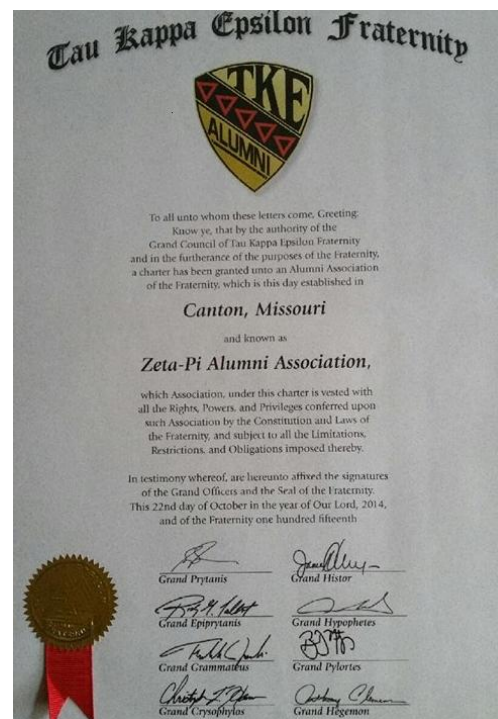 Tau Kappa Epsilon Fraternity
TKE
ALUMNI
To all unto whom these letters come, Greeting:
Know ye, that by the authority of the
Grand Council of Tau Kappa Epsilon Fraternity
and in the furtherance of the purposes of the Fraternity,
a charter has been granted unto an Alumni Association
of the Fraternity, which is this day established in
Canton, Missouri
and known as
Zeta-Pi Alumni Association,
which Association, under this charter is vested with
all the Rights, Powers, and Privileges conferred upon
such Association by the Constitution and Laws of
the Fraternity, and subject to all the Limitations,
Restrictions, and Obligations imposed thereby.
In testimony whereof, are hereunto affixed the signatures
of the Grand Officers and the Seal of the Fraternity.
This 22nd day of October in the year of Our Lord, 2014,
and of the Fraternity one hundred fifteenth
Grand Prytanis
Grand Histor
Grand Epiprytanis
Grand Hypophetes
Grand Grammateus
Grand Pylortes
Grand Crysophylos
Grand Hegemon